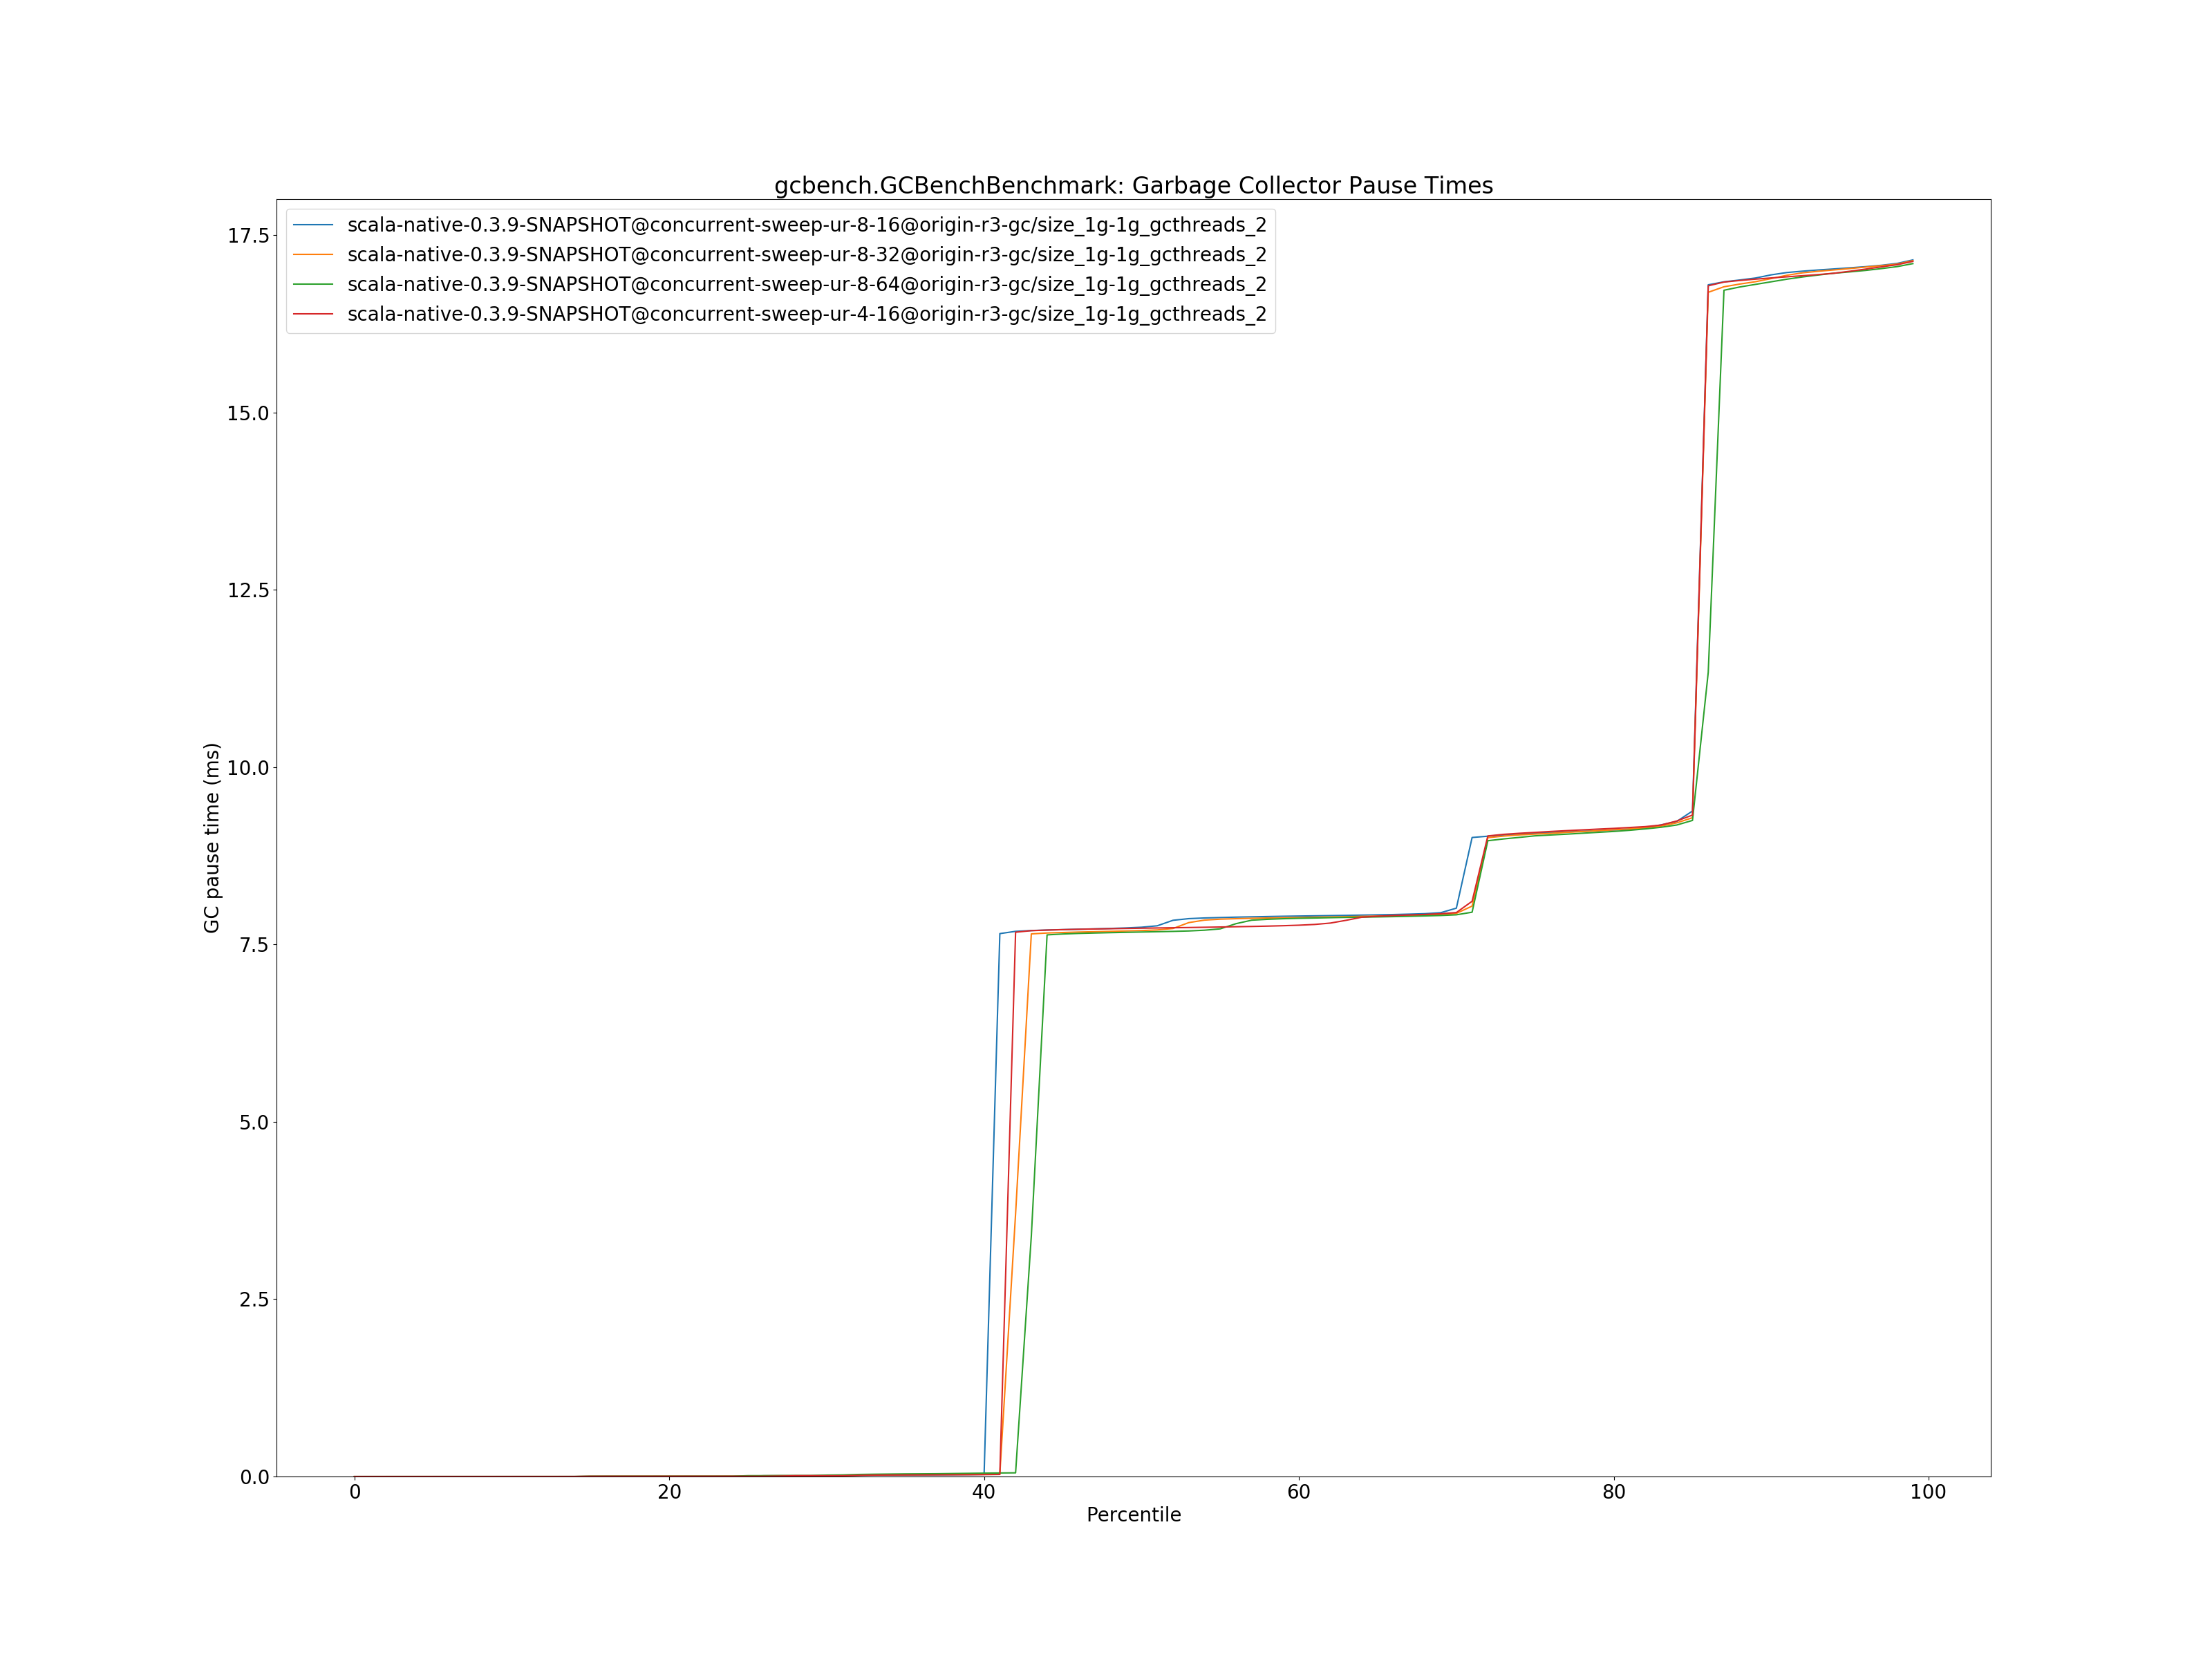 gcbench.GCBenchBenchmark: Garbage Collector Pause Times
scala-native-0.3.9-SNAPSHOT@concurrent-sweep-ur-8-16@origin-r3-gc/size_1g-1g_gcthreads_2
scala-native-0.3.9-SNAPSHOT@concurrent-sweep-ur-8-32@origin-r3-gc/size_1g-1g_gcthreads_2
scala-native-0.3.9-SNAPSHOT@concurrent-sweep-ur-8-64@origin-r3-gc/size_1g-1g_gcthreads_2
scala-native-0.3.9-SNAPSHOT@concurrent-sweep-ur-4-16@origin-r3-gc/size_1g-1g_gcthreads_2
17.5
15.0
12.5
10.0
7.5
5.0
2.5
0.0
GC pause time (ms)
0 20 40 60 80 100
Percentile